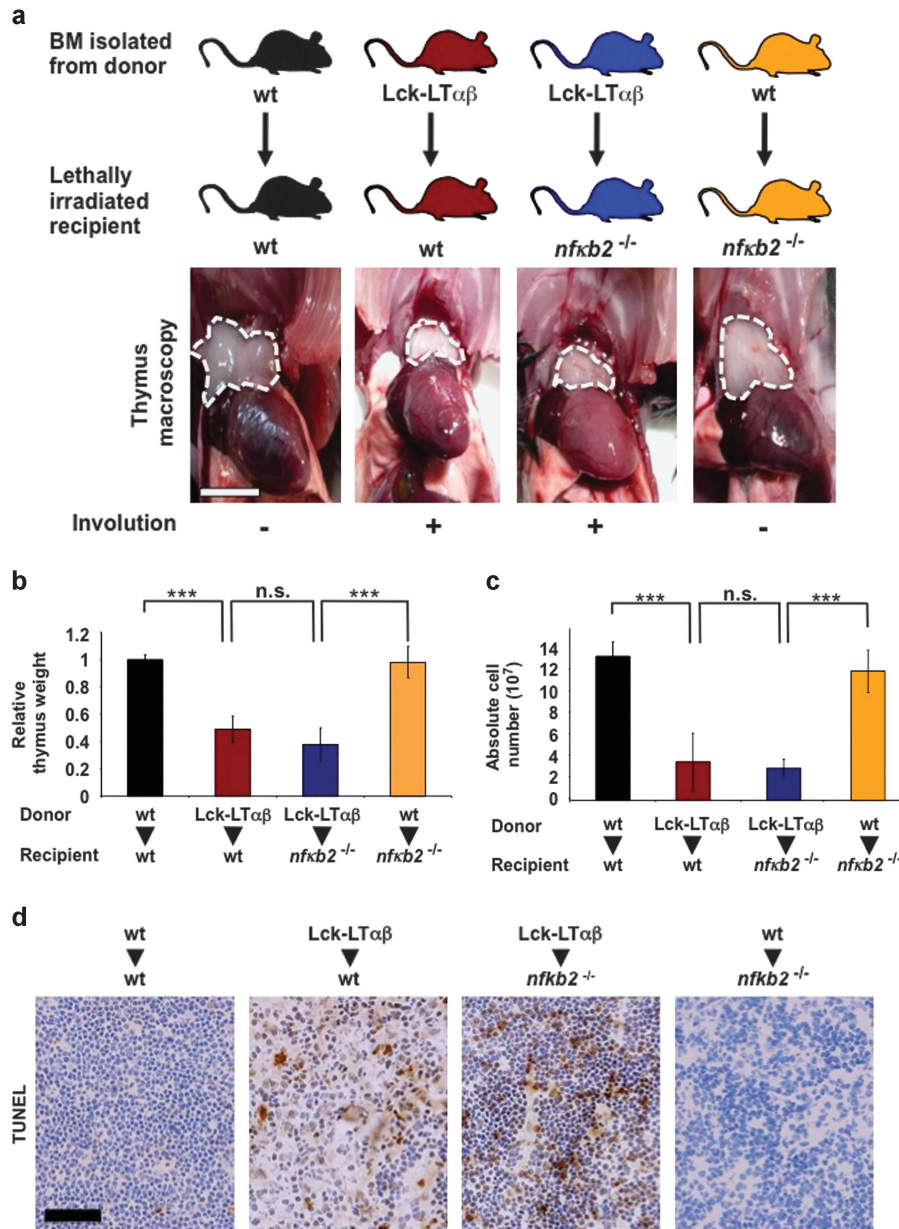 a
BM isolated
from donor
wt Lck-LTαβ Lck-LTαβ wt
Lethally
irradiated
recipient
wt wt nfκb2 -/- nfκb2 -/-
Thymus
macroscopy
Involution - + + -
b
*** n.s. ***
Relative
thymus weight
1.2
1
0.8
0.6
0.4
0.2
0
Donor wt Lck-LTαβ Lck-LTαβ wt
Recipient wt wt nfκb2 -/- nfκb2 -/-
c
*** n.s. ***
Absolute cell
number (10⁷)
14
12
10
8
6
4
2
0
Donor wt Lck-LTαβ Lck-LTαβ wt
Recipient wt wt nfκb2 -/- nfκb2 -/-
d
wt Lck-LTαβ Lck-LTαβ wt
wt wt nfkb2 -/- nfkb2 -/-
TUNEL